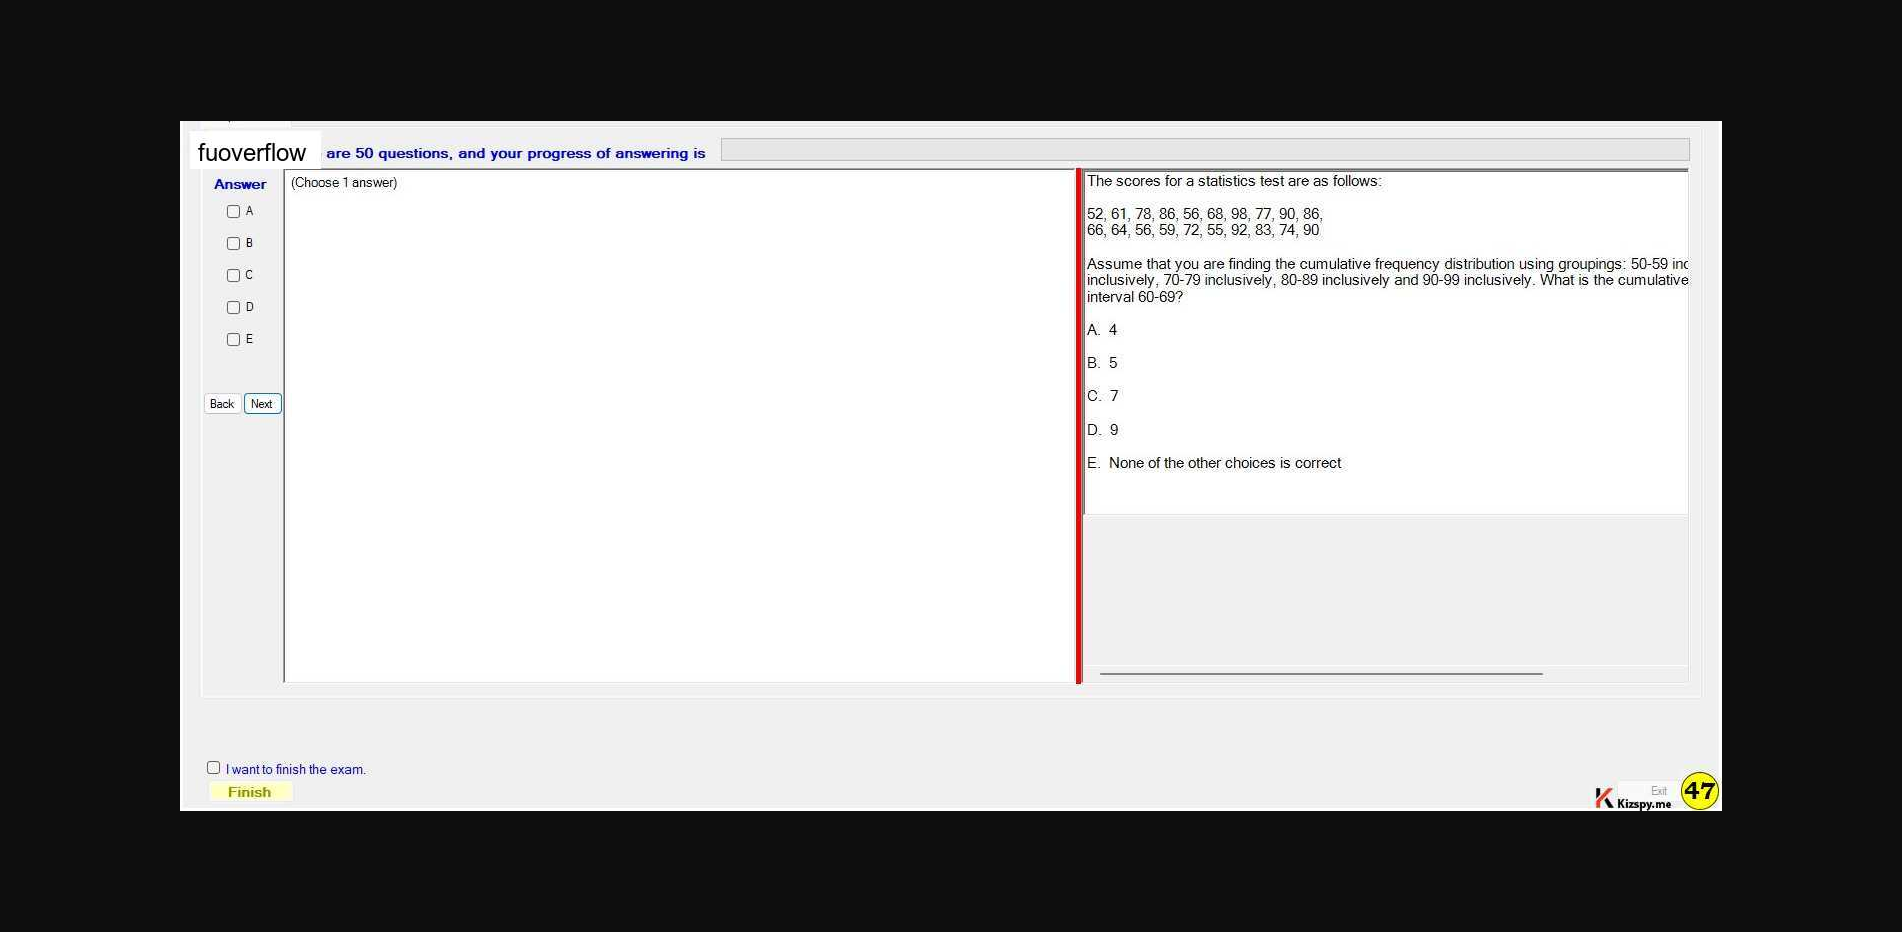 fuoverflow are 50 questions, and your progress of answering is
Answer
(Choose 1 answer)
A
B
C
D
E
Back Next
The scores for a statistics test are as follows:
52, 61, 78, 86, 56, 68, 98, 77, 90, 86,
66, 64, 56, 59, 72, 55, 92, 83, 74, 90
Assume that you are finding the cumulative frequency distribution using groupings: 50-59 inc
inclusively, 70-79 inclusively, 80-89 inclusively and 90-99 inclusively. What is the cumulative
interval 60-69?
A. 4
B. 5
C. 7
D. 9
E. None of the other choices is correct
I want to finish the exam.
Finish
Exit
Kizspy.me
47